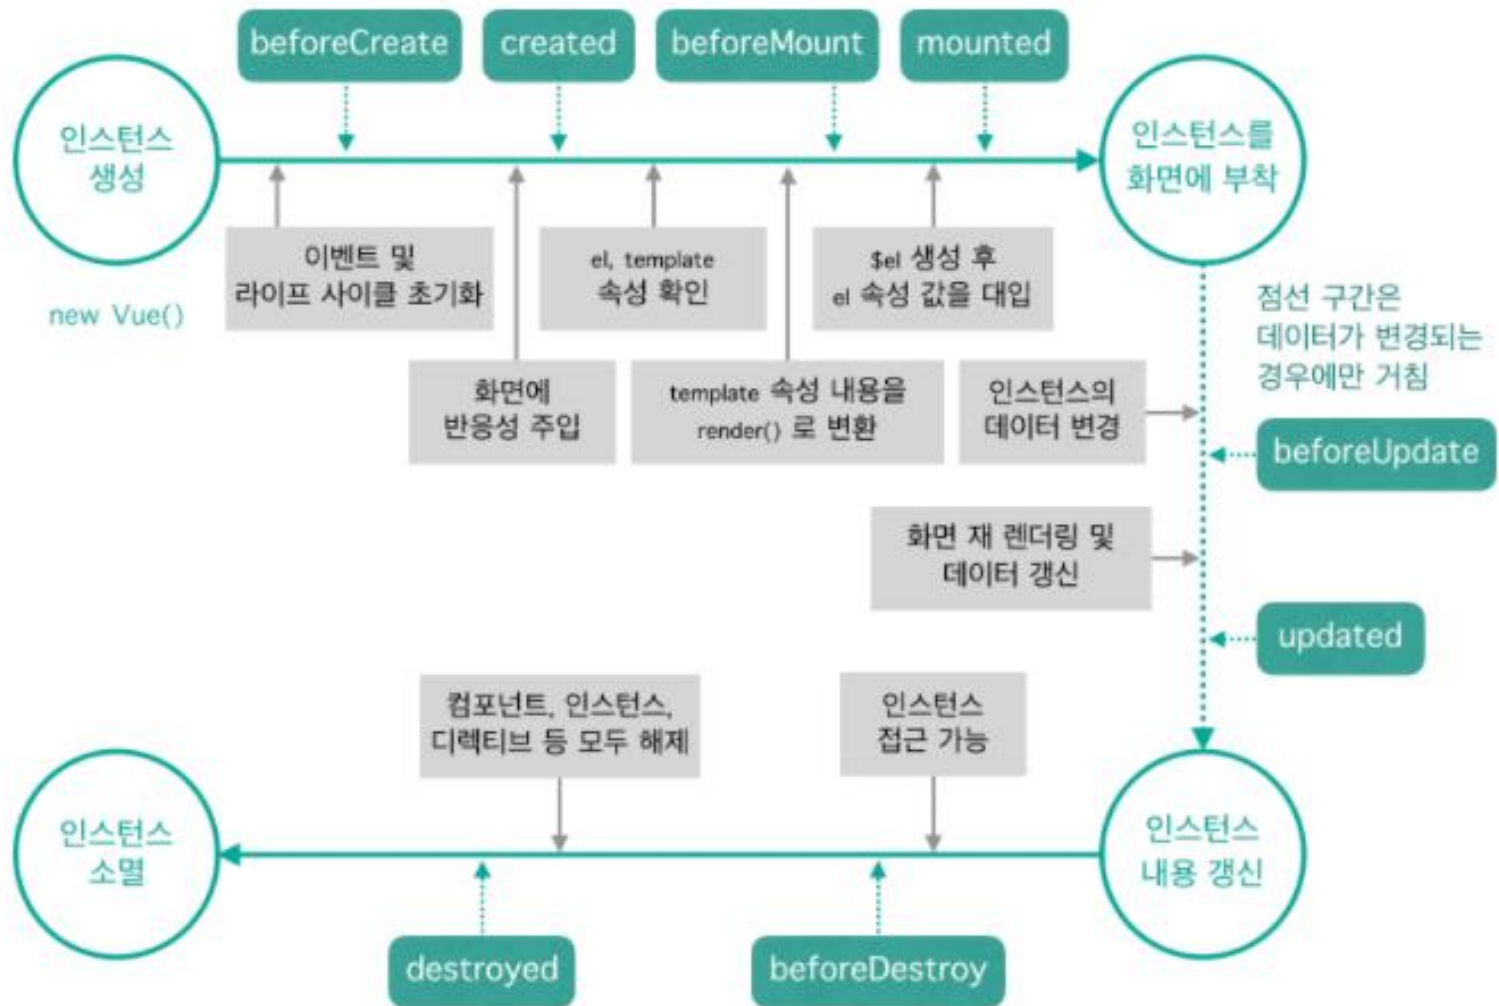 beforeCreate
created
beforeMount
mounted
인스턴스
생성
인스턴스를
화면에 부착
new Vue()
이벤트 및
라이프 사이클 초기화
el, template
속성 확인
$el 생성 후
el 속성 값을 대입
점선 구간은
데이터가 변경되는
경우에만 거침
화면에
반응성 주입
template 속성 내용을
render() 로 변환
인스턴스의
데이터 변경
beforeUpdate
화면 재 렌더링 및
데이터 갱신
updated
컴포넌트, 인스턴스,
디렉티브 등 모두 해제
인스턴스
접근 가능
인스턴스
소멸
인스턴스
내용 갱신
destroyed
beforeDestroy